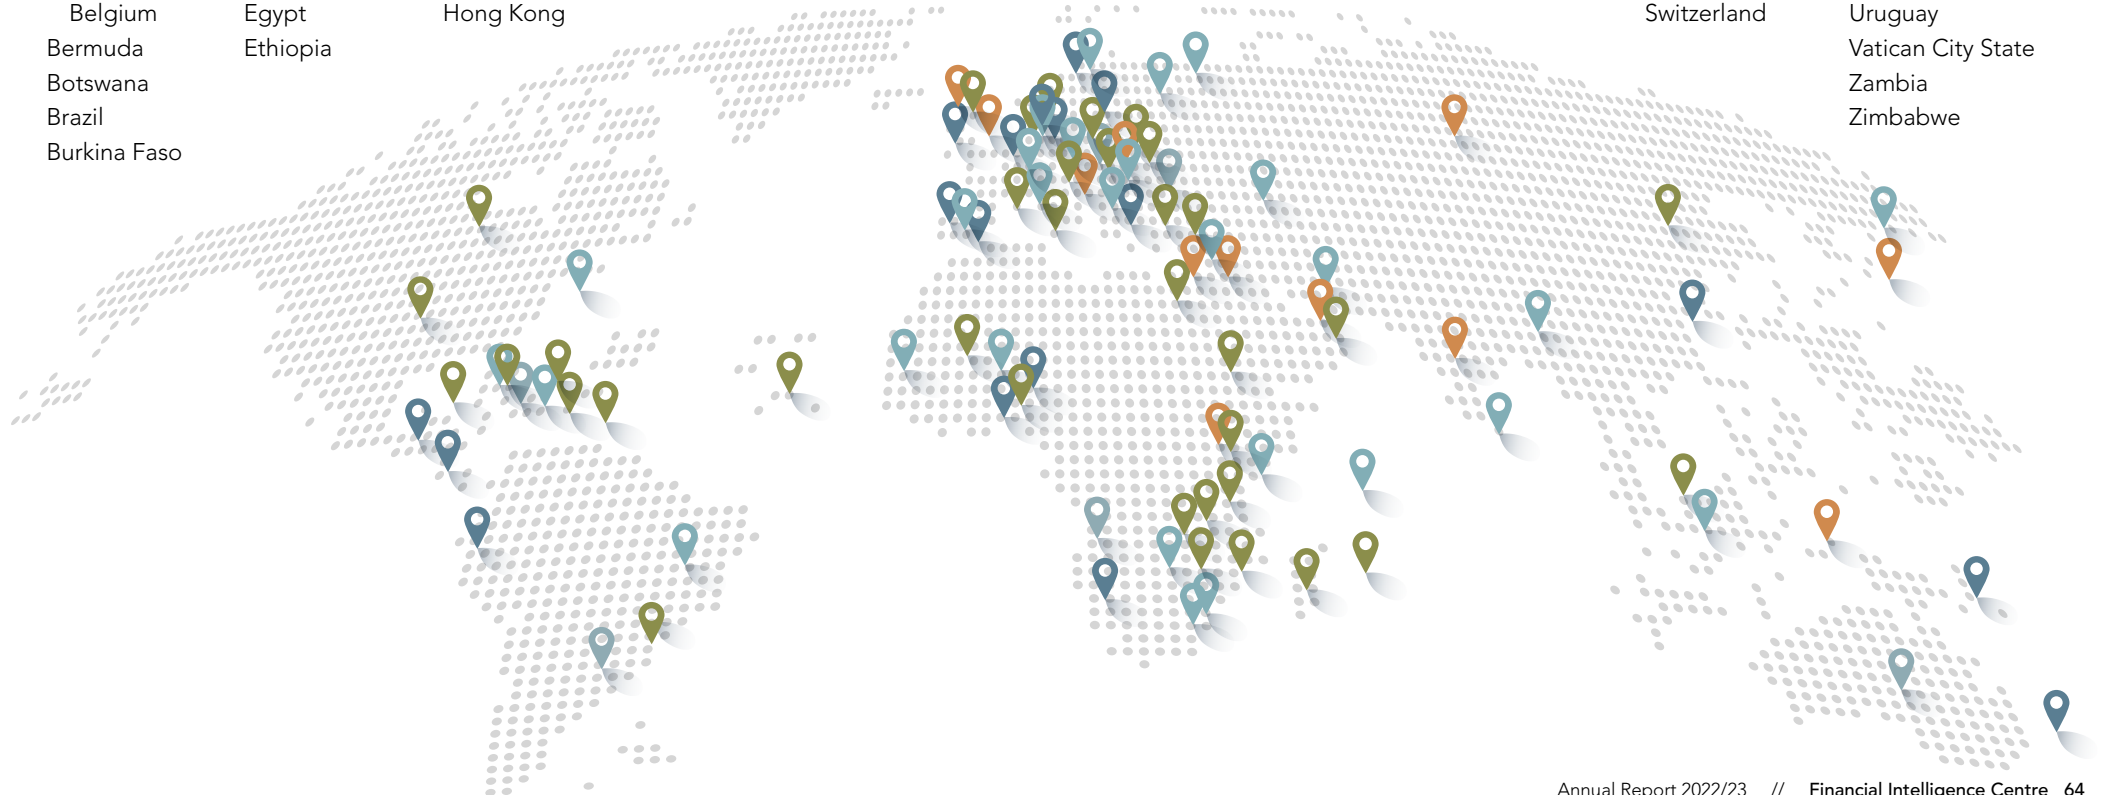 Belgium
Bermuda
Botswana
Brazil
Burkina Faso
Egypt
Ethiopia
Hong Kong
Switzerland
Uruguay
Vatican City State
Zambia
Zimbabwe
Annual Report 2022/23 // Financial Intelligence Centre 64